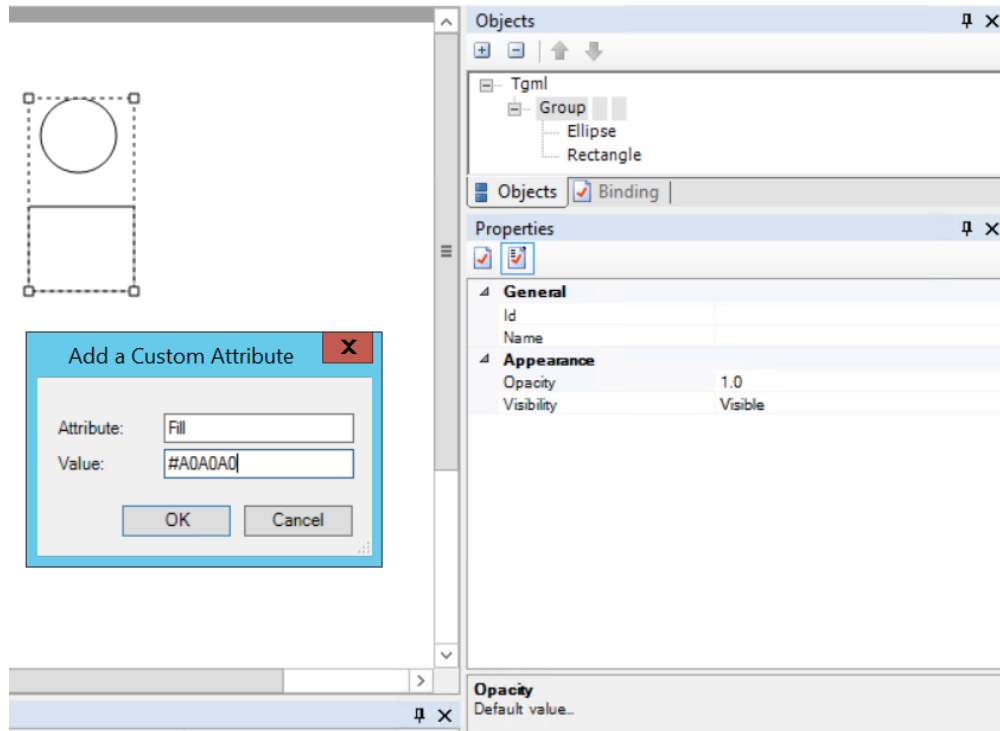 Objects
Tgml
Group
Ellipse
Rectangle
Objects Binding
Properties
General
Id
Name
Appearance
Opacity 1.0
Visibility Visible
Opacity
Default value...
Add a Custom Attribute X
Attribute: Fill
Value: #A0A0A0
OK Cancel